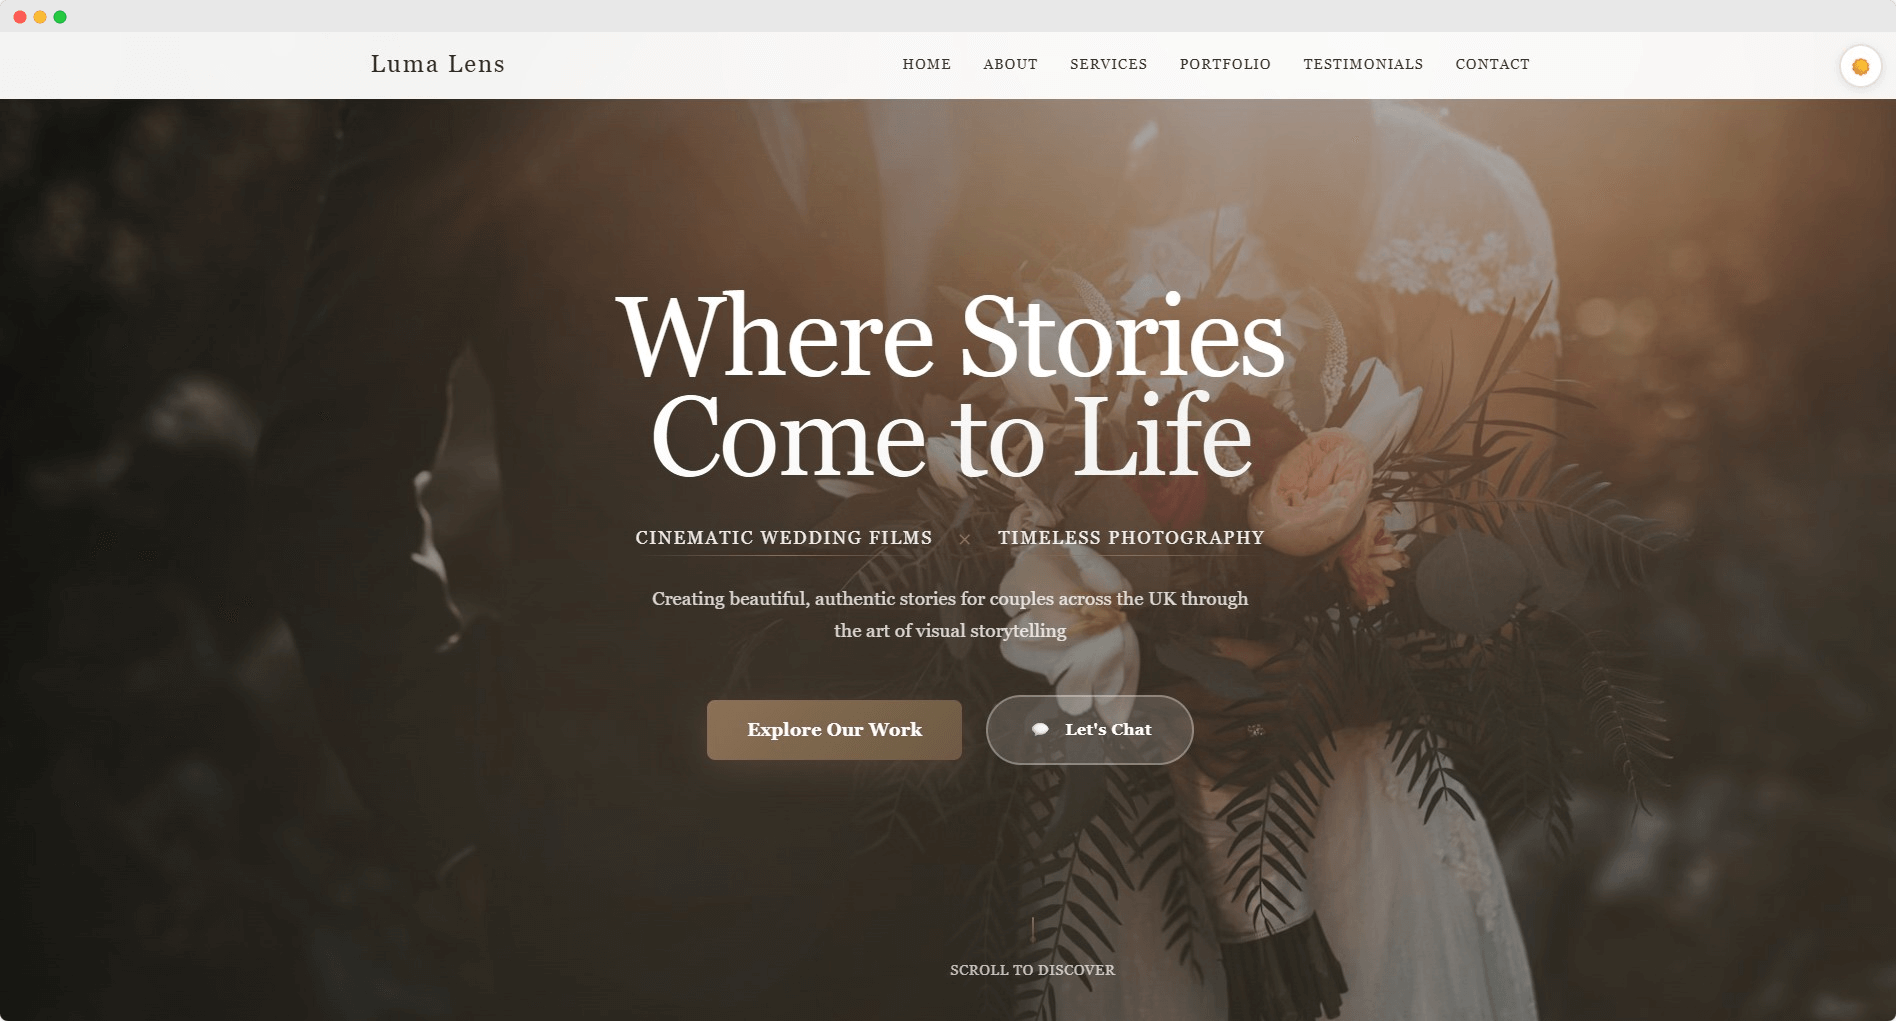 Luma Lens
HOME ABOUT SERVICES PORTFOLIO TESTIMONIALS CONTACT
Where Stories
Come to Life
CINEMATIC WEDDING FILMS × TIMELESS PHOTOGRAPHY
Creating beautiful, authentic stories for couples across the UK through
the art of visual storytelling
Explore Our Work
Let's Chat
SCROLL TO DISCOVER